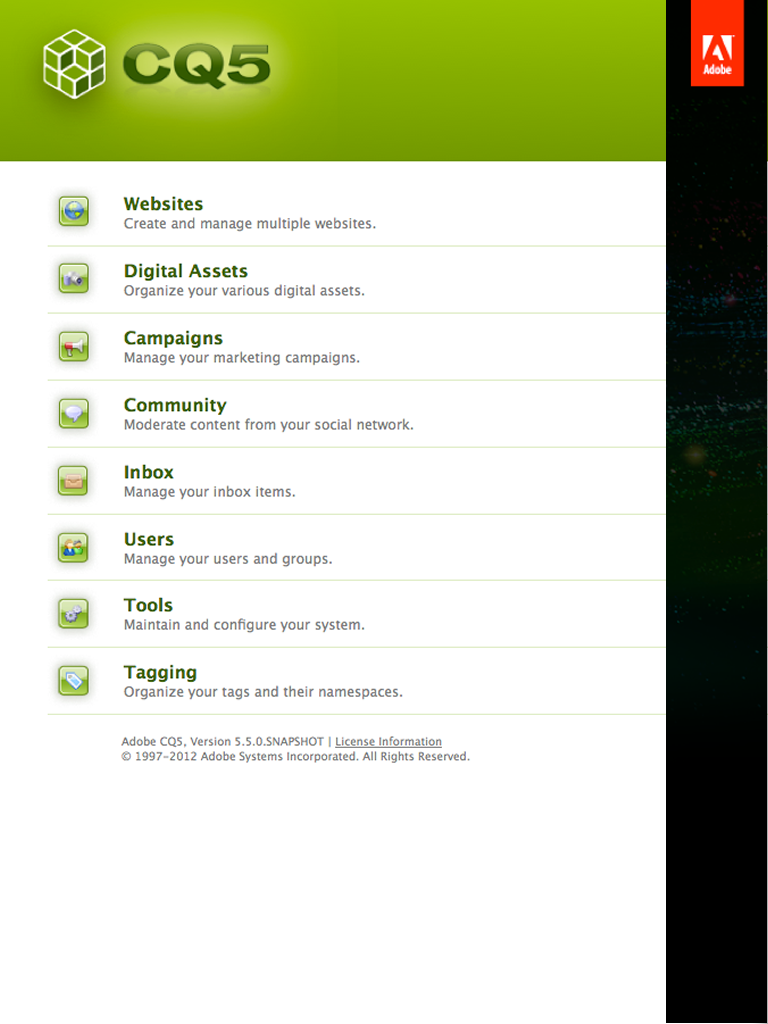 CQ5
Adobe
Websites
Create and manage multiple websites.
Digital Assets
Organize your various digital assets.
Campaigns
Manage your marketing campaigns.
Community
Moderate content from your social network.
Inbox
Manage your inbox items.
Users
Manage your users and groups.
Tools
Maintain and configure your system.
Tagging
Organize your tags and their namespaces.
Adobe CQ5, Version 5.5.0.SNAPSHOT | License Information
© 1997-2012 Adobe Systems Incorporated. All Rights Reserved.